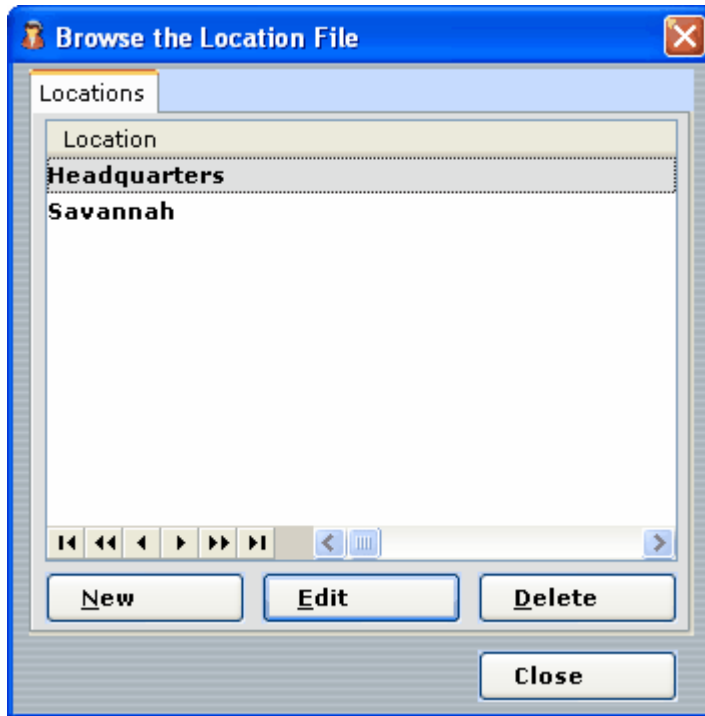 Browse the Location File
Locations
Location
Headquarters
Savannah
New Edit Delete
Close